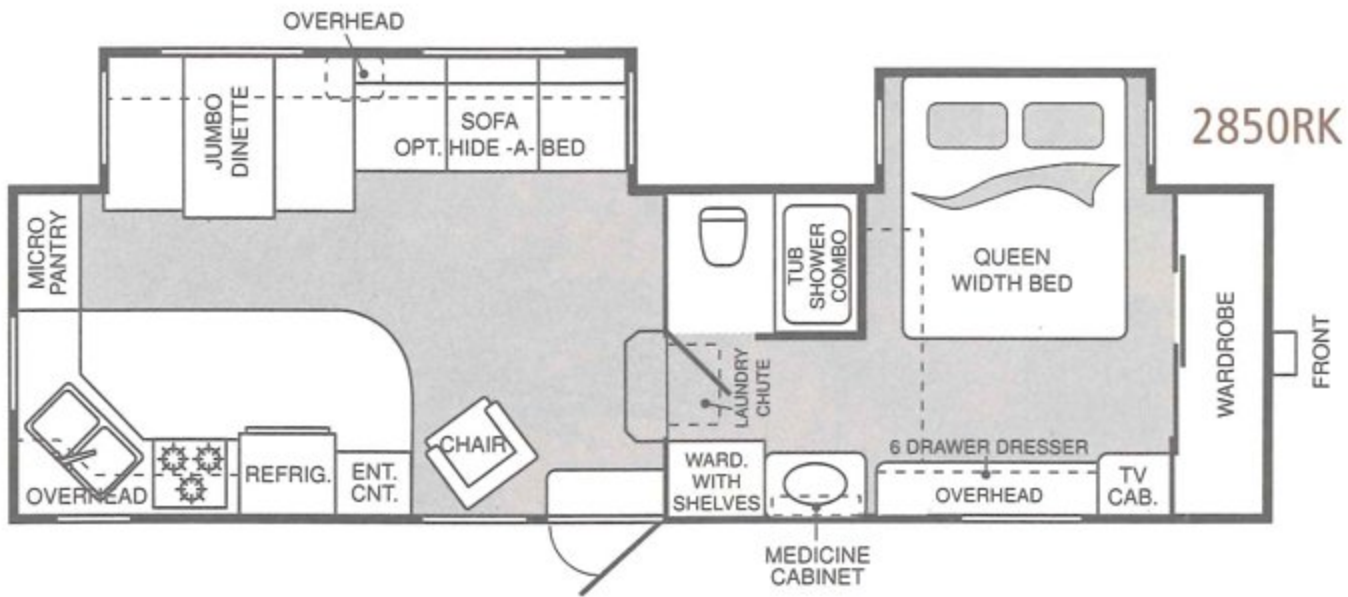 OVERHEAD
2850RK
JUMBO
DINETTE
SOFA
OPT. HIDE -A- BED
MICRO
PANTRY
TUB
SHOWER
COMBO
QUEEN
WIDTH BED
WARDROBE
FRONT
LAUNDRY
CHUTE
CHAIR
OVERHEAD
REFRIG.
ENT.
CNT.
WARD.
WITH
SHELVES
6 DRAWER DRESSER
OVERHEAD
TV
CAB.
MEDICINE
CABINET